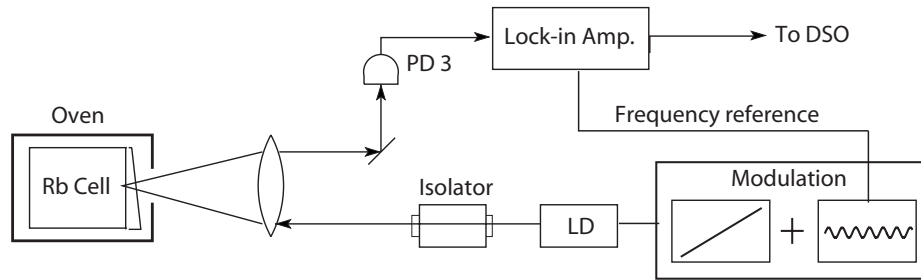 Lock-in Amp.
To DSO
PD 3
Oven
Frequency reference
Rb Cell
Isolator
Modulation
LD
+